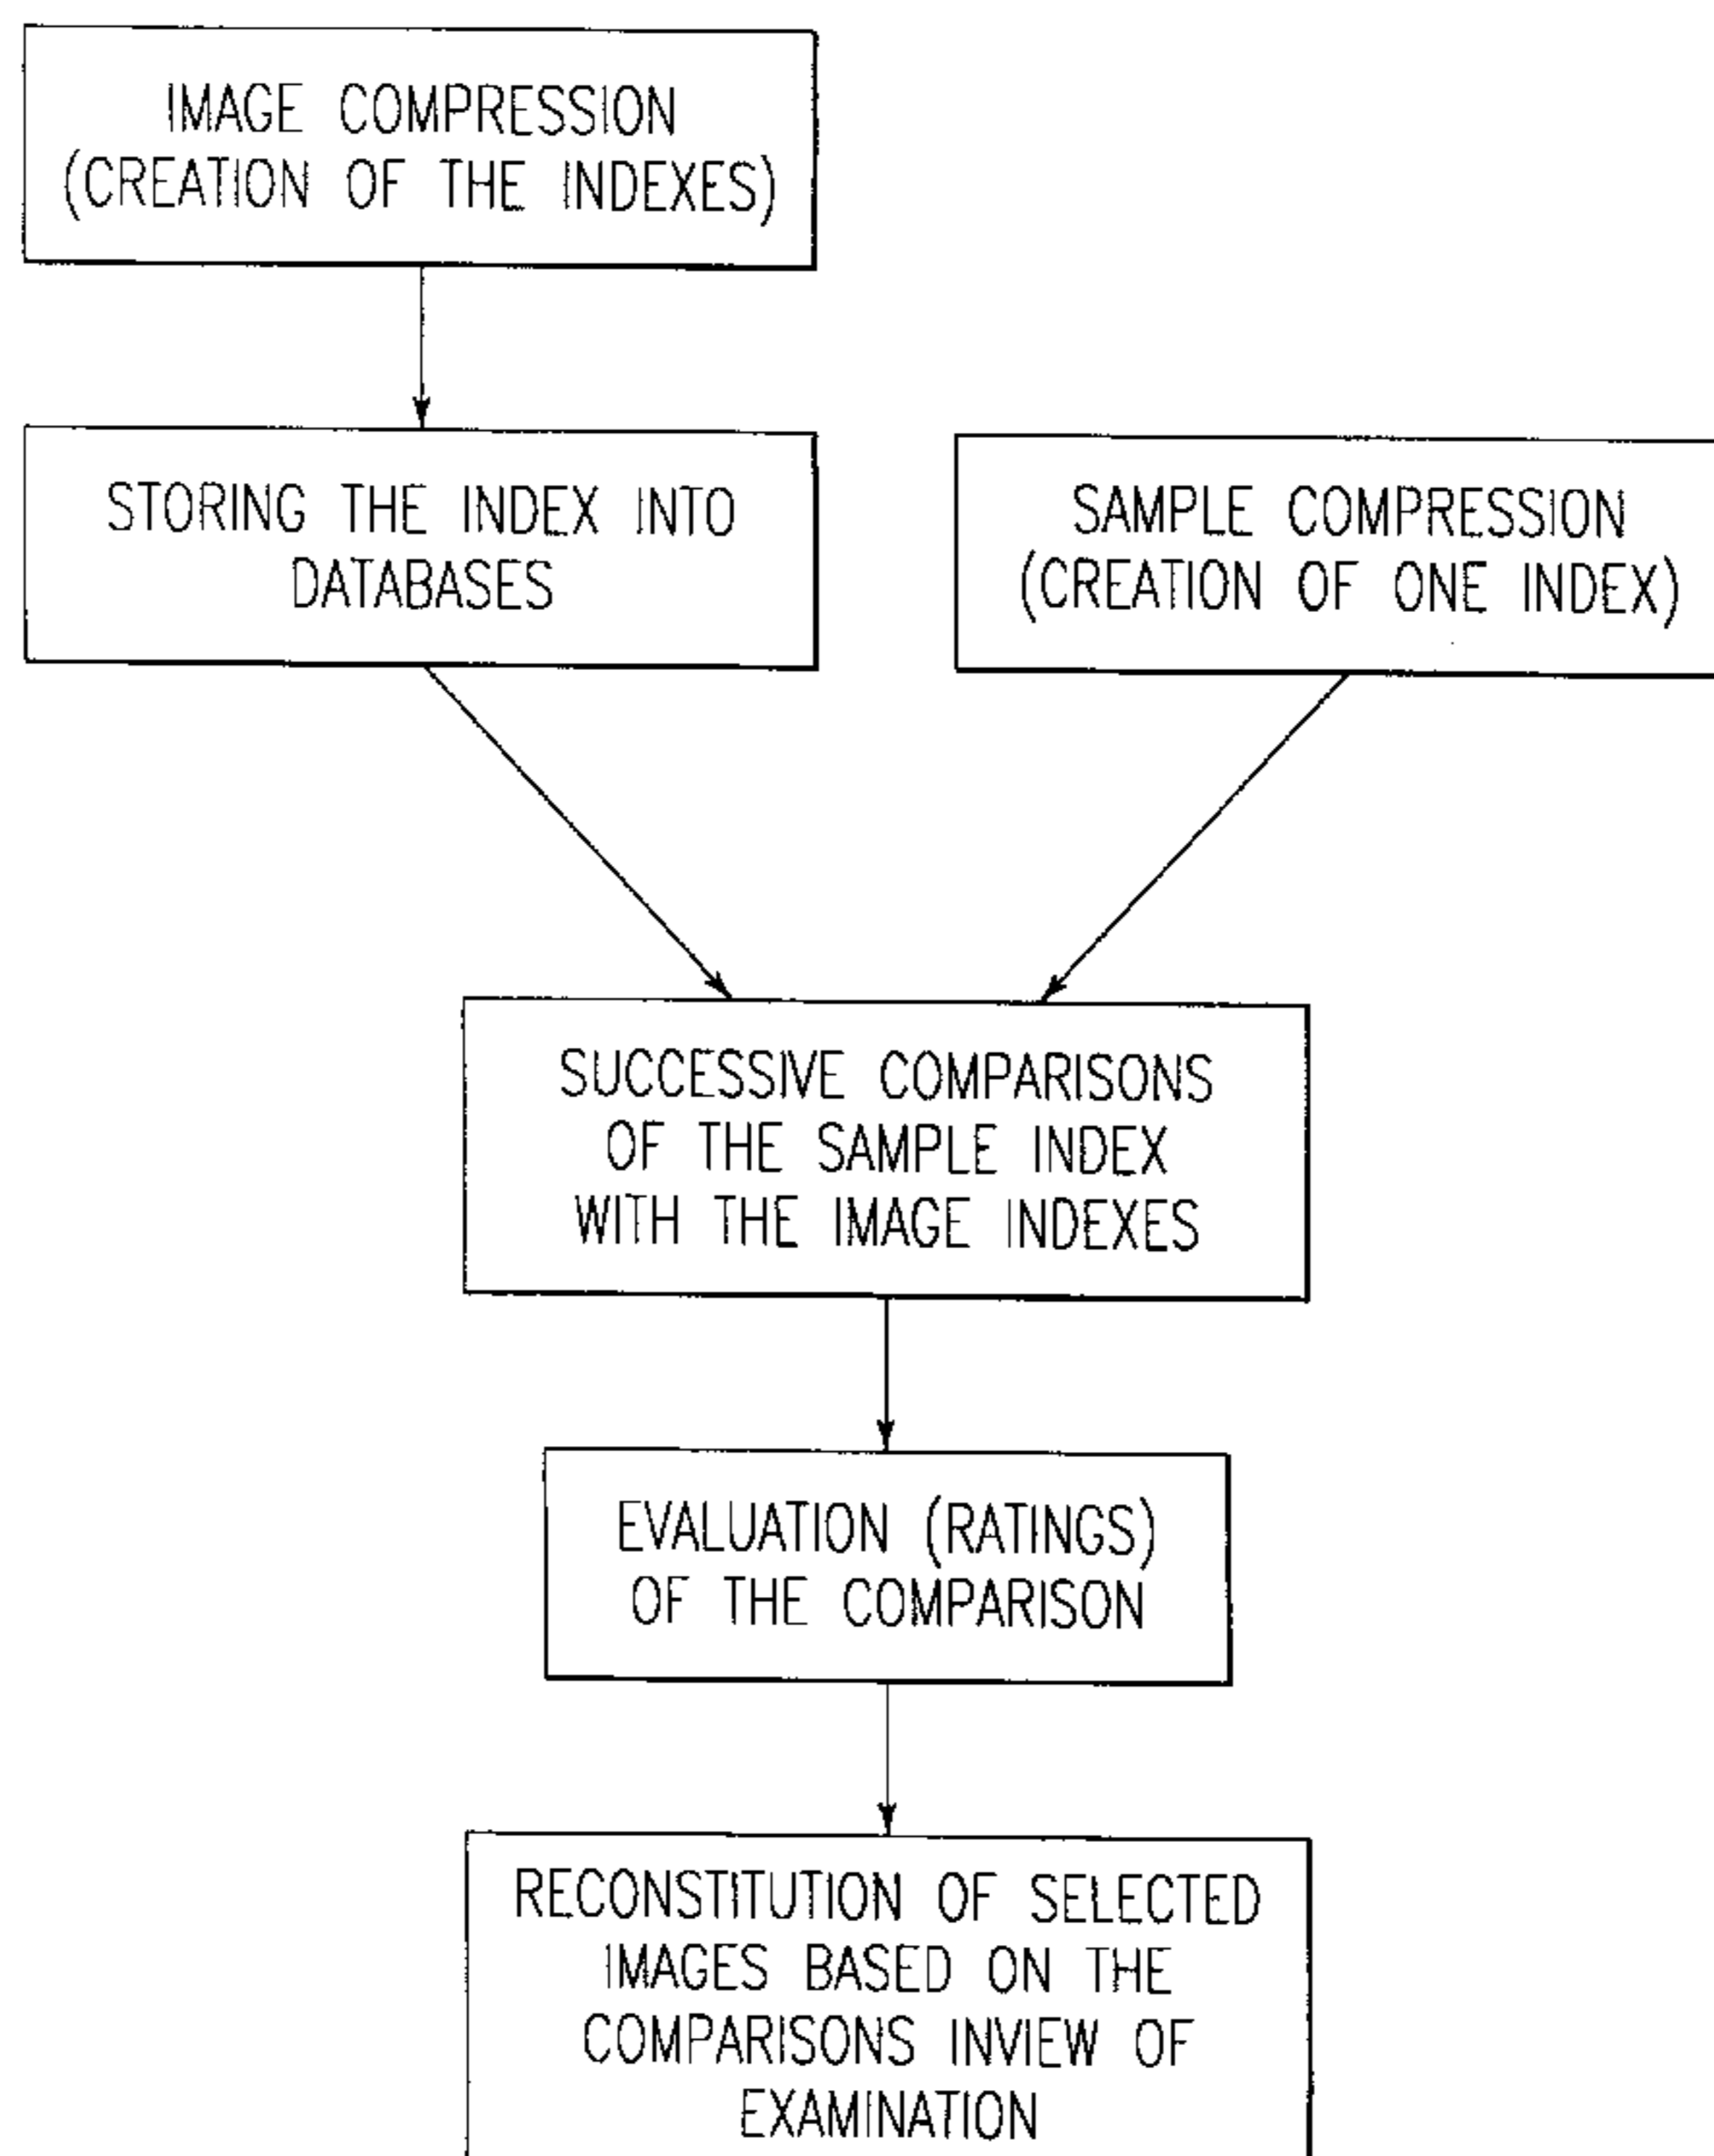 IMAGE COMPRESSION
(CREATION OF THE INDEXES)
STORING THE INDEX INTO
DATABASES
SAMPLE COMPRESSION
(CREATION OF ONE INDEX)
SUCCESSIVE COMPARISONS
OF THE SAMPLE INDEX
WITH THE IMAGE INDEXES
EVALUATION (RATINGS)
OF THE COMPARISON
RECONSTITUTION OF SELECTED
IMAGES BASED ON THE
COMPARISONS INVIEW OF
EXAMINATION